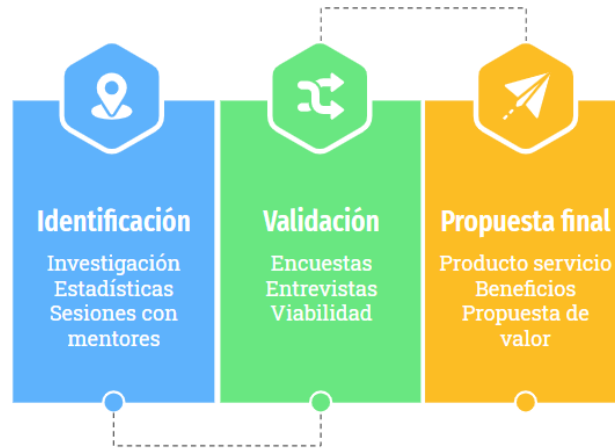 Identificación
Investigación
Estadísticas
Sesiones con
mentores
Validación
Encuestas
Entrevistas
Viabilidad
Propuesta final
Producto servicio
Beneficios
Propuesta de
valor